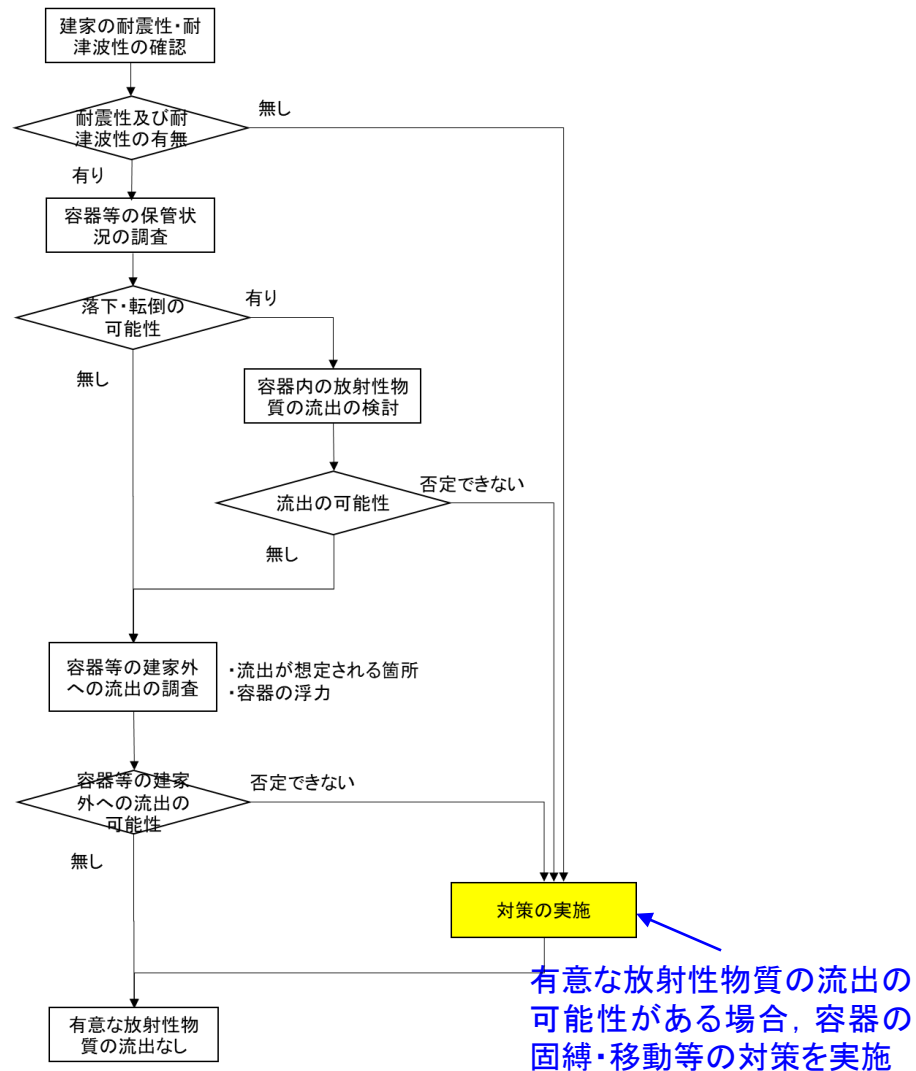 建家の耐震性・耐
津波性の確認
耐震性及び耐
津波性の有無
無し
有り
容器等の保管状
況の調査
落下・転倒の
可能性
有り
無し
容器内の放射性物
質の流出の検討
流出の可能性
否定できない
無し
容器等の建家外
への流出の調査
・流出が想定される箇所
・容器の浮力
容器等の建家
外への流出の
可能性
否定できない
無し
対策の実施
有意な放射性物質の流出の
可能性がある場合，容器の
固縛・移動等の対策を実施
有意な放射性物
質の流出なし